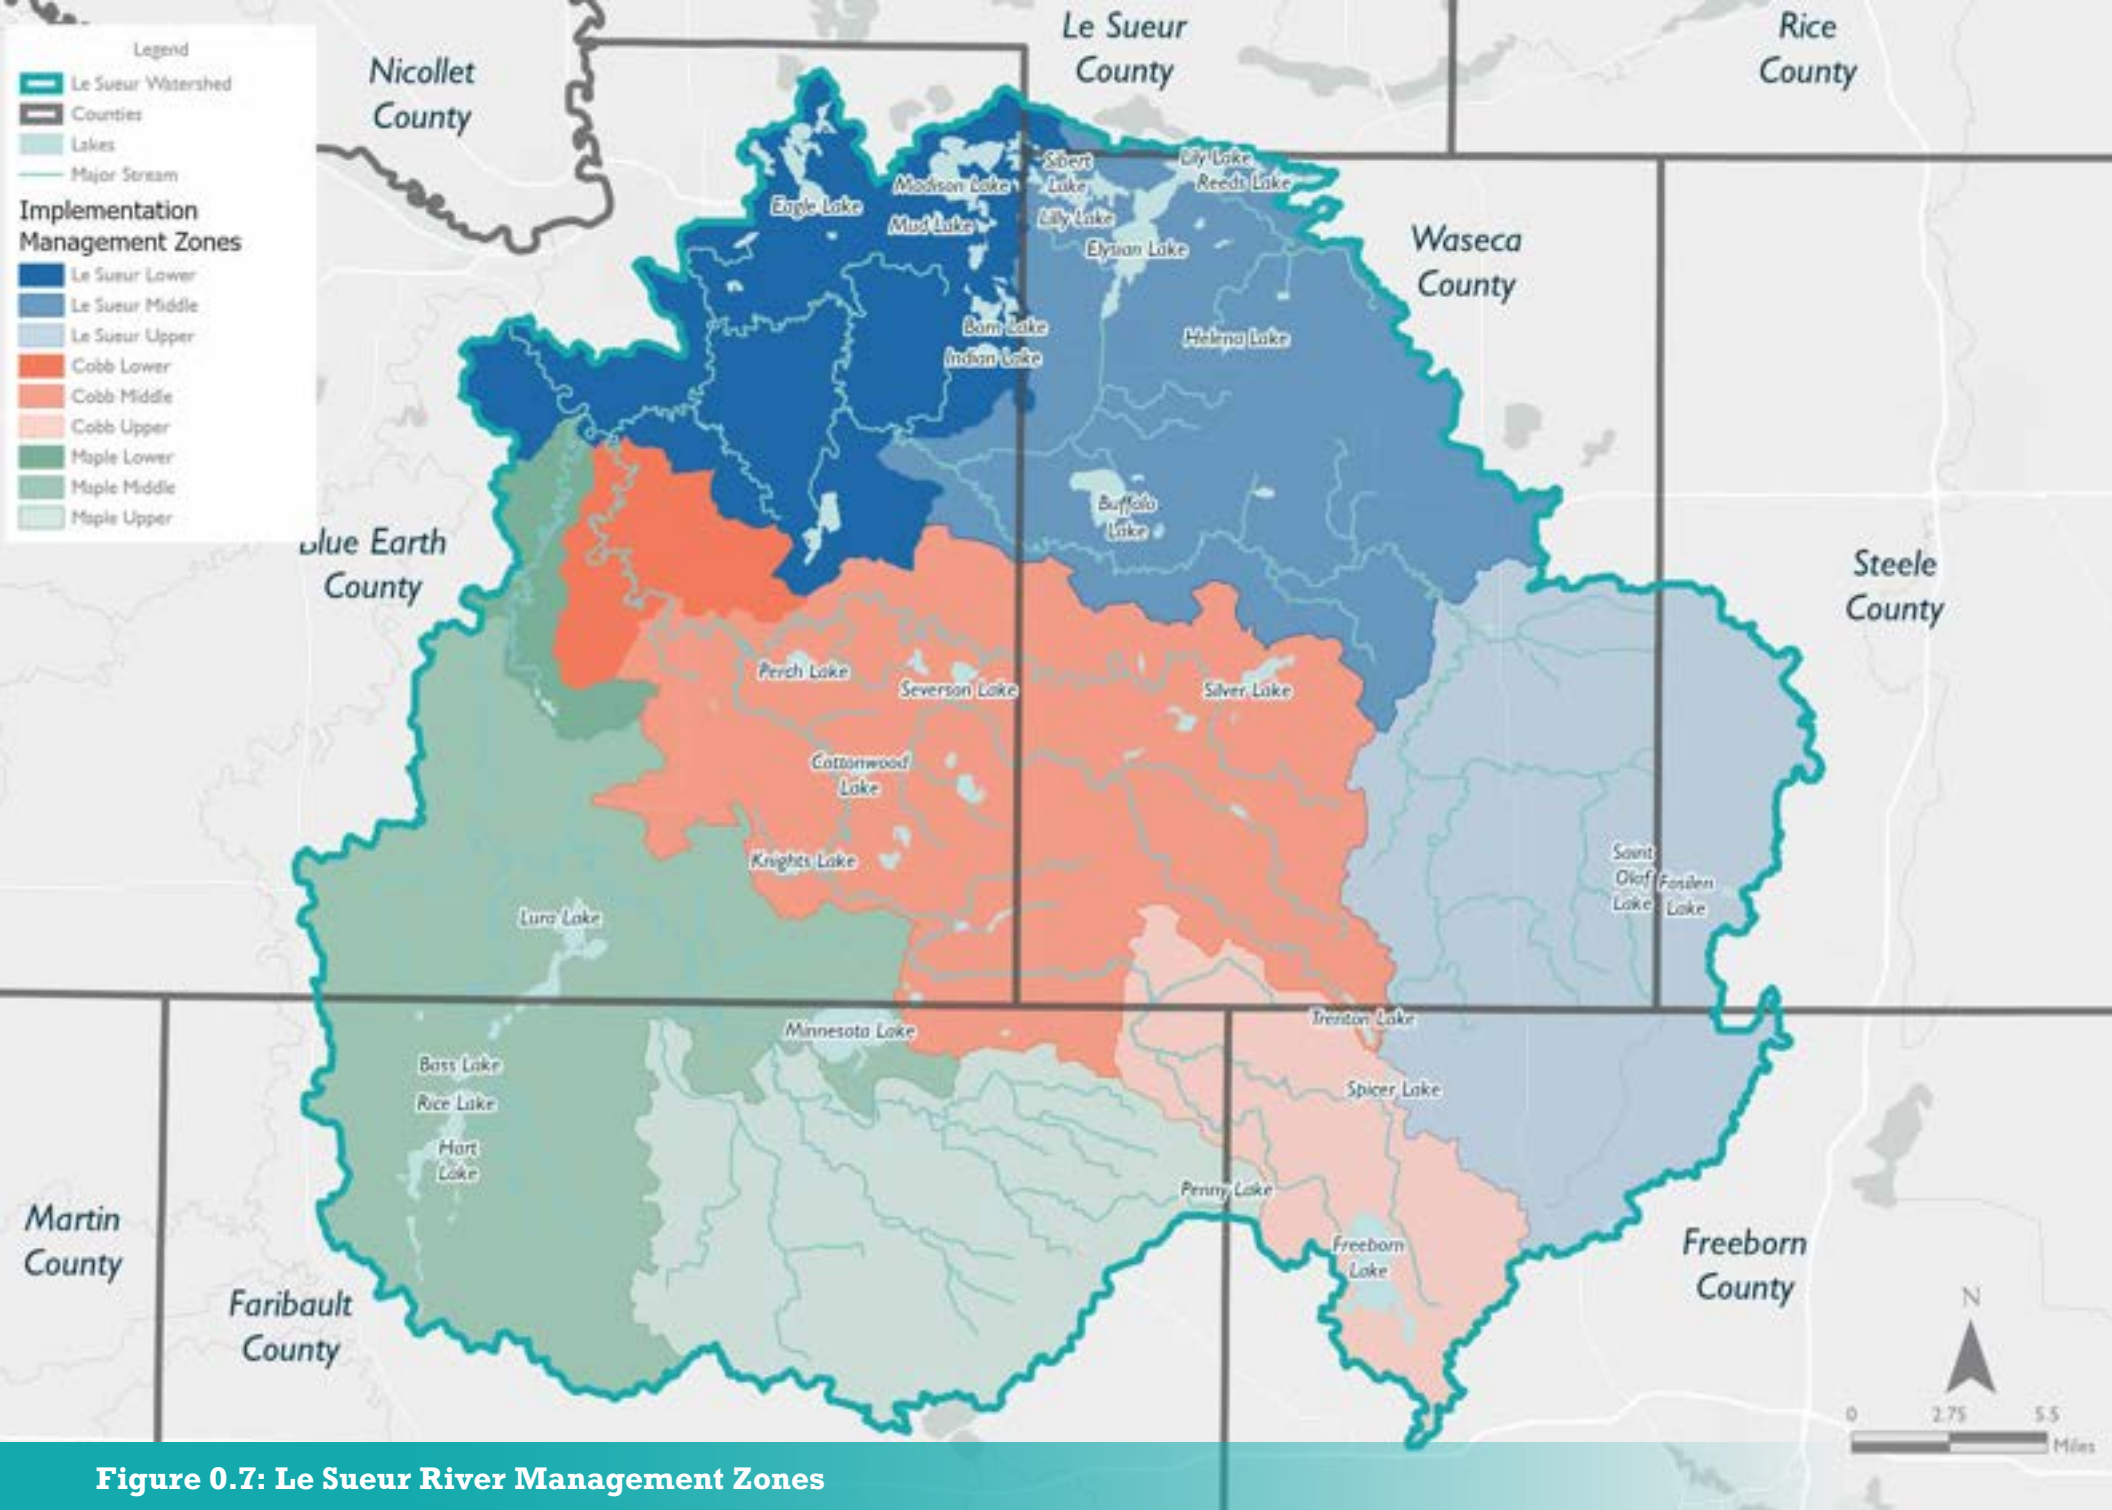 Legend
Le Sueur Watershed
Counties
Lakes
Major Stream
Implementation
Management Zones
Le Sueur Lower
Le Sueur Middle
Le Sueur Upper
Cobb Lower
Cobb Middle
Cobb Upper
Maple Lower
Maple Middle
Maple Upper
Nicollet
County
Le Sueur
County
Rice
County
Waseca
County
Steele
County
Blue Earth
County
Martin
County
Faribault
County
Freeborn
County
Eagle Lake
Madison Lake
Mud Lake
Sibert
Lake
Lilly Lake
Lily Lake
Reeds Lake
Elysian Lake
Helena Lake
Bam Lake
Indian Lake
Buffalo
Lake
Perch Lake
Severson Lake
Silver Lake
Cottonwood
Lake
Knights Lake
Lura Lake
Saint
Olaf
Lake
Fosilen
Lake
Minnesota Lake
Trenton Lake
Bass Lake
Rice Lake
Hart
Lake
Spicer Lake
Penny Lake
Freeborn
Lake
N
0 2.75 5.5
Miles
Figure 0.7: Le Sueur River Management Zones